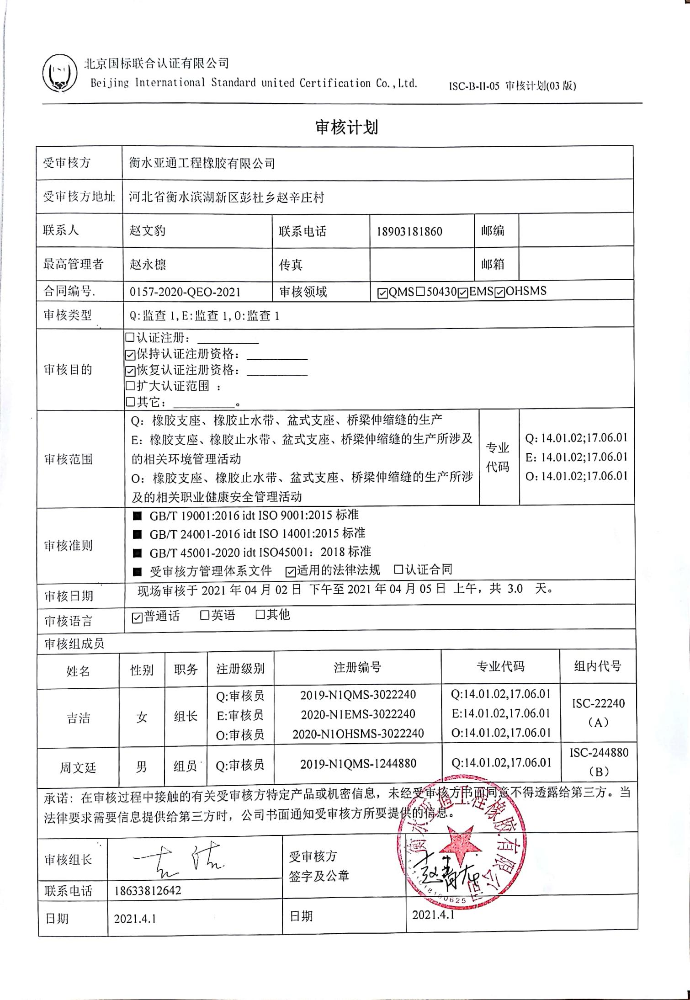 北京国标联合认证有限公司
Beijing International Standard united Certification Co.,Ltd. ISC-B-II-05 审核计划(03 版)
审核计划
受审核方 衡水亚通工程橡胶有限公司
受审核方地址 河北省衡水滨湖新区彭杜乡赵辛庄村
联系人 赵文豹 联系电话 18903181860 邮编
最高管理者 赵永檩 传真 邮箱
合同编号. 0157-2020-QEO-2021 审核领域 ☑QMS☐50430☑EMS☑OHSMS
审核类型 Q:监查 1,E:监查 1,O:监查 1
审核目的
☐认证注册：
☑保持认证注册资格：
☑恢复认证注册资格：
☐扩大认证范围 ：
☐其它： 。
审核范围
Q：橡胶支座、橡胶止水带、盆式支座、桥梁伸缩缝的生产
E：橡胶支座、橡胶止水带、盆式支座、桥梁伸缩缝的生产所涉及
的相关环境管理活动
O：橡胶支座、橡胶止水带、盆式支座、桥梁伸缩缝的生产所涉
及的相关职业健康安全管理活动
专业
代码
Q: 14.01.02;17.06.01
E: 14.01.02;17.06.01
O: 14.01.02;17.06.01
审核准则
■ GB/T 19001:2016 idt ISO 9001:2015 标准
■ GB/T 24001-2016 idt ISO 14001:2015 标准
■ GB/T 45001-2020 idt ISO45001：2018 标准
■ 受审核方管理体系文件 ☑适用的法律法规 ☐认证合同
审核日期 现场审核于 2021 年 04 月 02 日 下午至 2021 年 04 月 05 日 上午，共 3.0 天。
审核语言 ☑普通话 ☐英语 ☐其他
审核组成员
姓名 性别 职务 注册级别 注册编号 专业代码 组内代号
吉洁 女 组长
Q:审核员 2019-N1QMS-3022240 Q:14.01.02,17.06.01
E:审核员 2020-N1EMS-3022240 E:14.01.02,17.06.01
O:审核员 2020-N1OHSMS-3022240 O:14.01.02,17.06.01
ISC-22240
（A）
周文廷 男 组员 Q:审核员 2019-N1QMS-1244880 Q:14.01.02,17.06.01
ISC-244880
（B）
承诺：在审核过程中接触的有关受审核方特定产品或机密信息，未经受审核方书面同意不得透露给第三方。当
法律要求需要信息提供给第三方时，公司书面通知受审核方所要提供的信息。
衡水亚通工程橡胶有限公司
审核组长 吉洁
受审核方
签字及公章
联系电话 18633812642
日期 2021.4.1 日期 2021.4.1